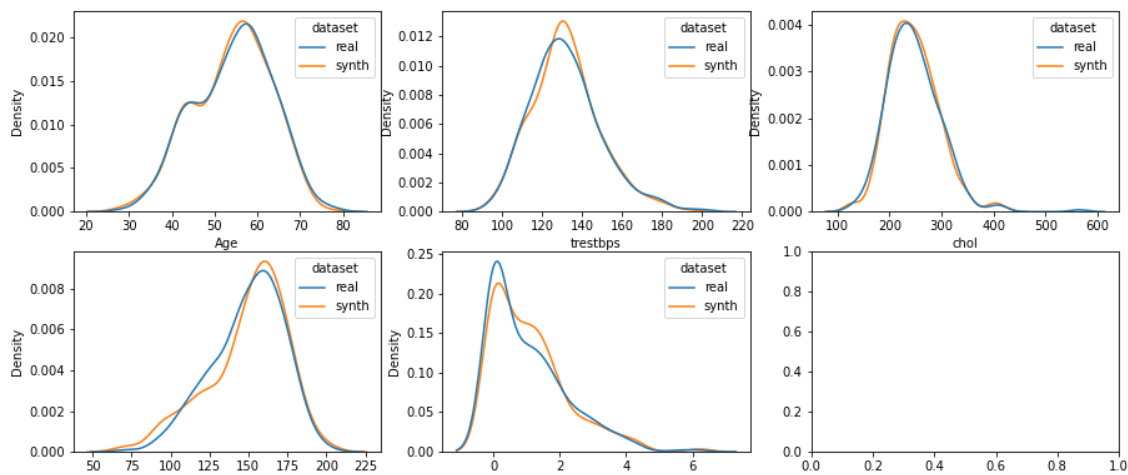 dataset
real
synth
Density
0.020
0.015
0.010
0.005
0.000
20 30 40 50 60 70 80
Age
dataset
real
synth
Density
0.012
0.010
0.008
0.006
0.004
0.002
0.000
80 100 120 140 160 180 200 220
trestbps
dataset
real
synth
Density
0.004
0.003
0.002
0.001
0.000
100 200 300 400 500 600
chol
dataset
real
synth
Density
0.008
0.006
0.004
0.002
0.000
50 75 100 125 150 175 200 225
dataset
real
synth
Density
0.25
0.20
0.15
0.10
0.05
0.00
0 2 4 6
1.0
0.8
0.6
0.4
0.2
0.0
0.0 0.2 0.4 0.6 0.8 1.0